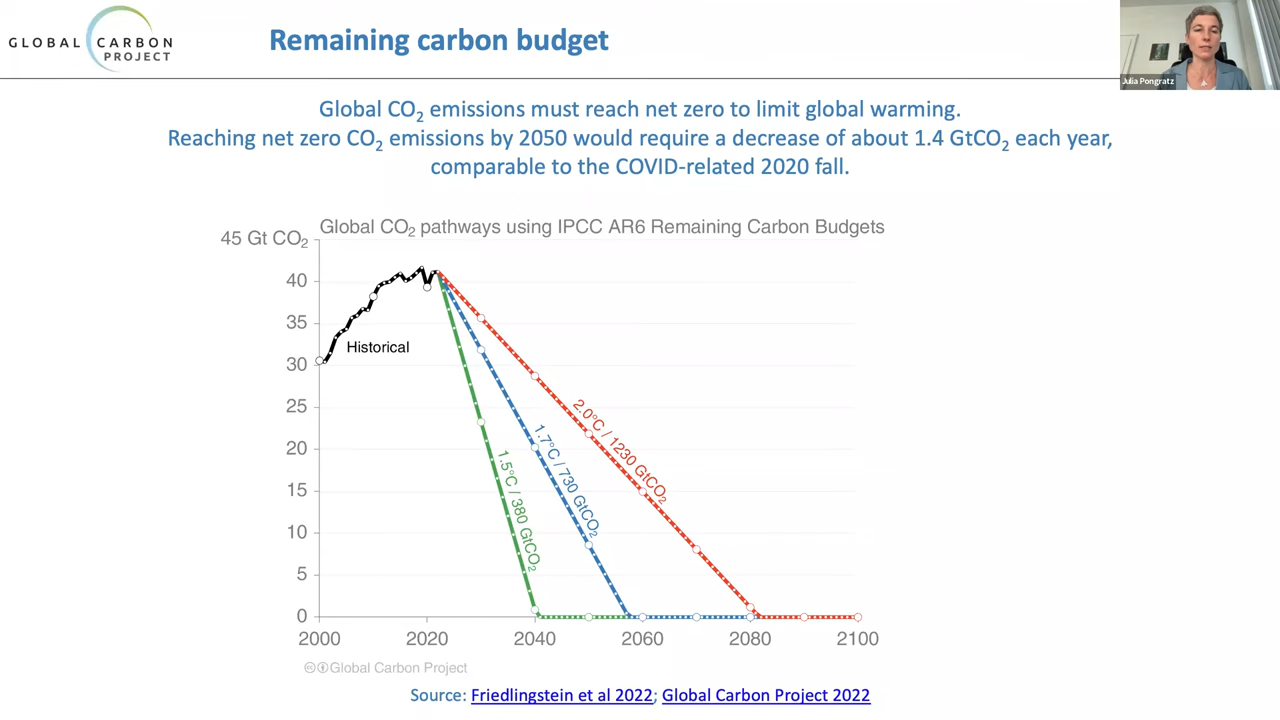 GLOBAL CARBON
PROJECT
Remaining carbon budget
Julia Pongratz
Global CO₂ emissions must reach net zero to limit global warming.
Reaching net zero CO₂ emissions by 2050 would require a decrease of about 1.4 GtCO₂ each year,
comparable to the COVID-related 2020 fall.
Global CO₂ pathways using IPCC AR6 Remaining Carbon Budgets
45 Gt CO₂
40
35
30
25
20
15
10
5
0
Historical
1.5°C / 380 GtCO₂
1.7°C / 730 GtCO₂
2.0°C / 1230 GtCO₂
2000 2020 2040 2060 2080 2100
Global Carbon Project
Source: Friedlingstein et al 2022; Global Carbon Project 2022